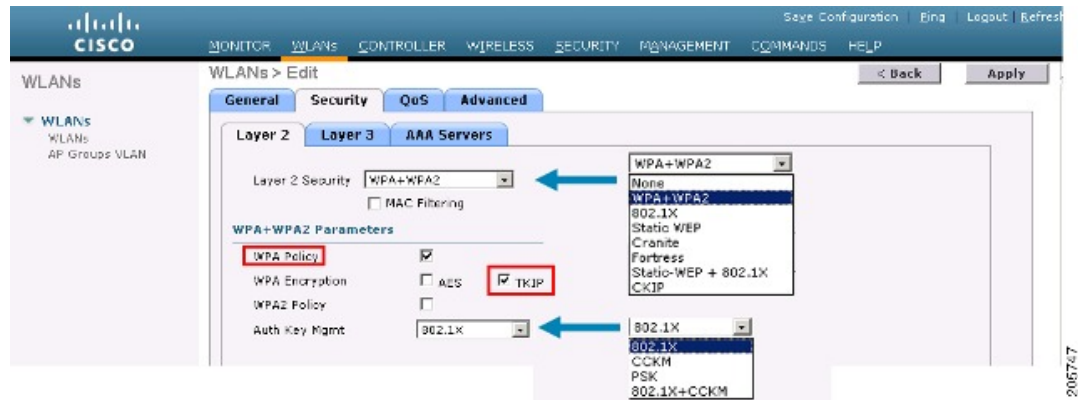 Save Configuration Ping Logout Refresh
CISCO
MONITOR WLANs CONTROLLER WIRELESS SECURITY MANAGEMENT COMMANDS HELP
WLANs
WLANs > Edit
< Back
Apply
General Security QoS Advanced
WLANs
WLANs
AP Groups VLAN
Layer 2 Layer 3 AAA Servers
Layer 2 Security WPA+WPA2
MAC Filtering
WPA+WPA2
None
WPA+WPA2
802.1X
Static WEP
Cranite
Fortress
Static-WEP + 802.1X
CKIP
WPA+WPA2 Parameters
WPA Policy
WPA Encryption AES TKIP
WPA2 Policy
Auth Key Mgmt 802.1X
802.1X
802.1X
CCKM
PSK
802.1X+CCKM
205747